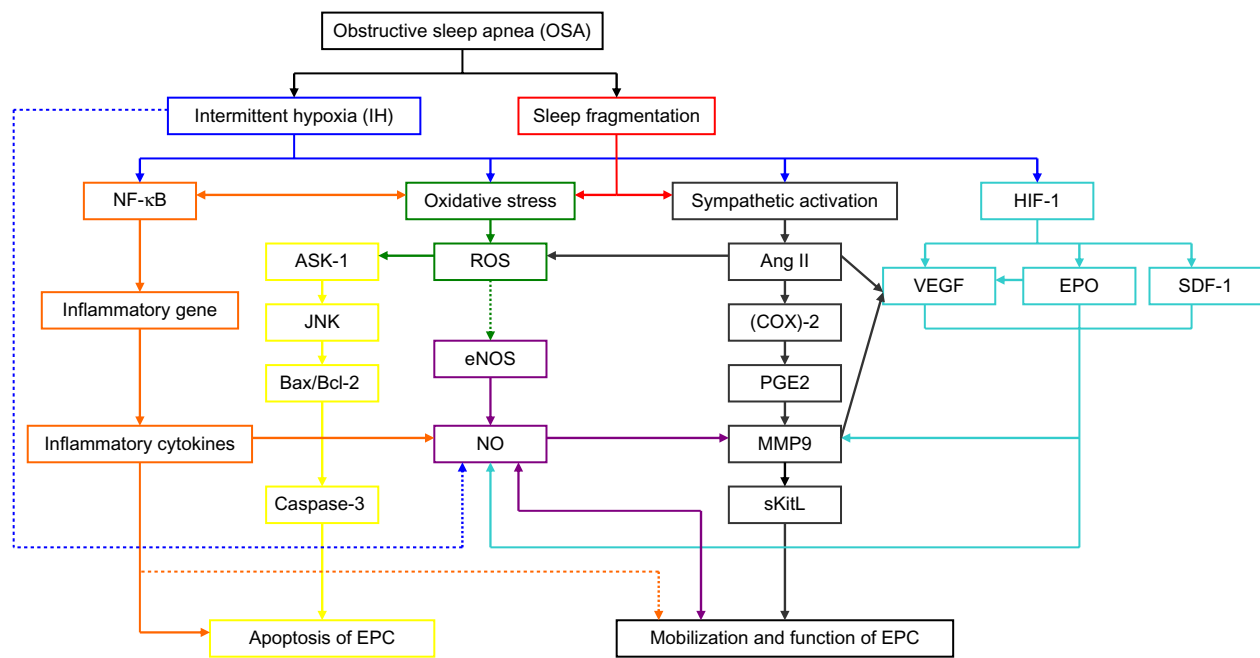 Obstructive sleep apnea (OSA)
Intermittent hypoxia (IH)
Sleep fragmentation
NF-κB
Oxidative stress
Sympathetic activation
HIF-1
ASK-1
ROS
Ang II
VEGF
EPO
SDF-1
Inflammatory gene
JNK
(COX)-2
eNOS
Bax/Bcl-2
PGE2
Inflammatory cytokines
NO
MMP9
Caspase-3
sKitL
Apoptosis of EPC
Mobilization and function of EPC